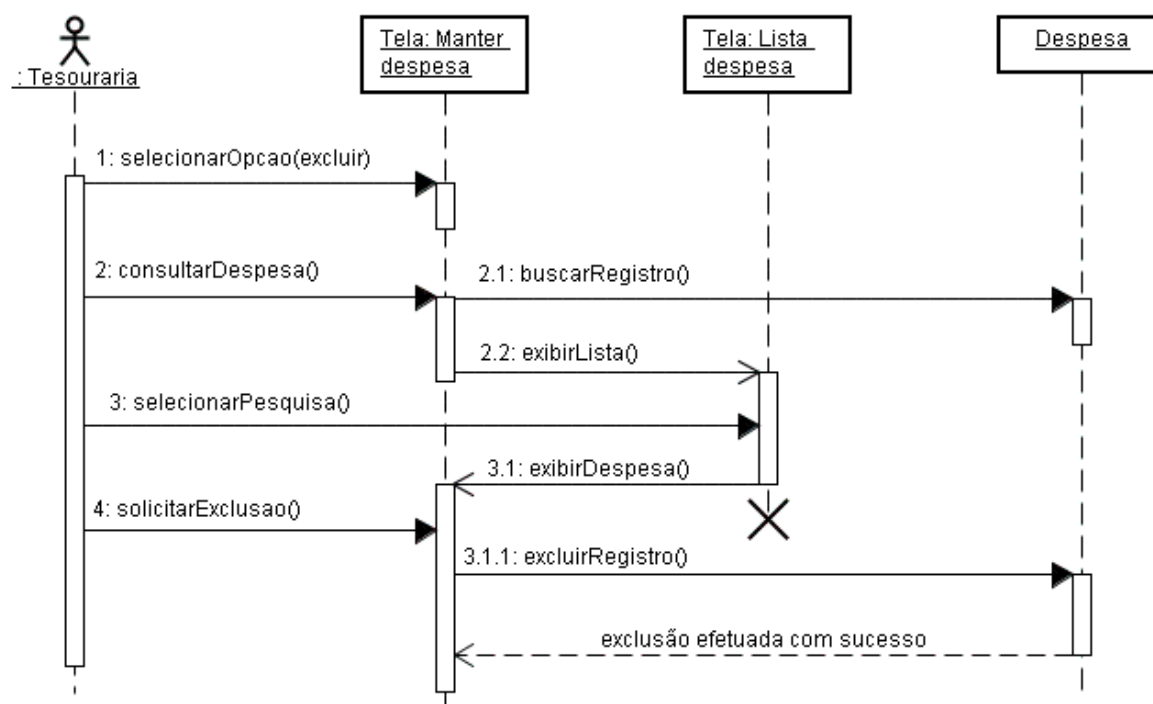 : Tesouraria
Tela: Manter
despesa
Tela: Lista
despesa
Despesa
1: selecionarOpcao(excluir)
2: consultarDespesa()
2.1: buscarRegistro()
2.2: exibirLista()
3: selecionarPesquisa()
3.1: exibirDespesa()
4: solicitarExclusao()
3.1.1: excluirRegistro()
exclusão efetuada com sucesso